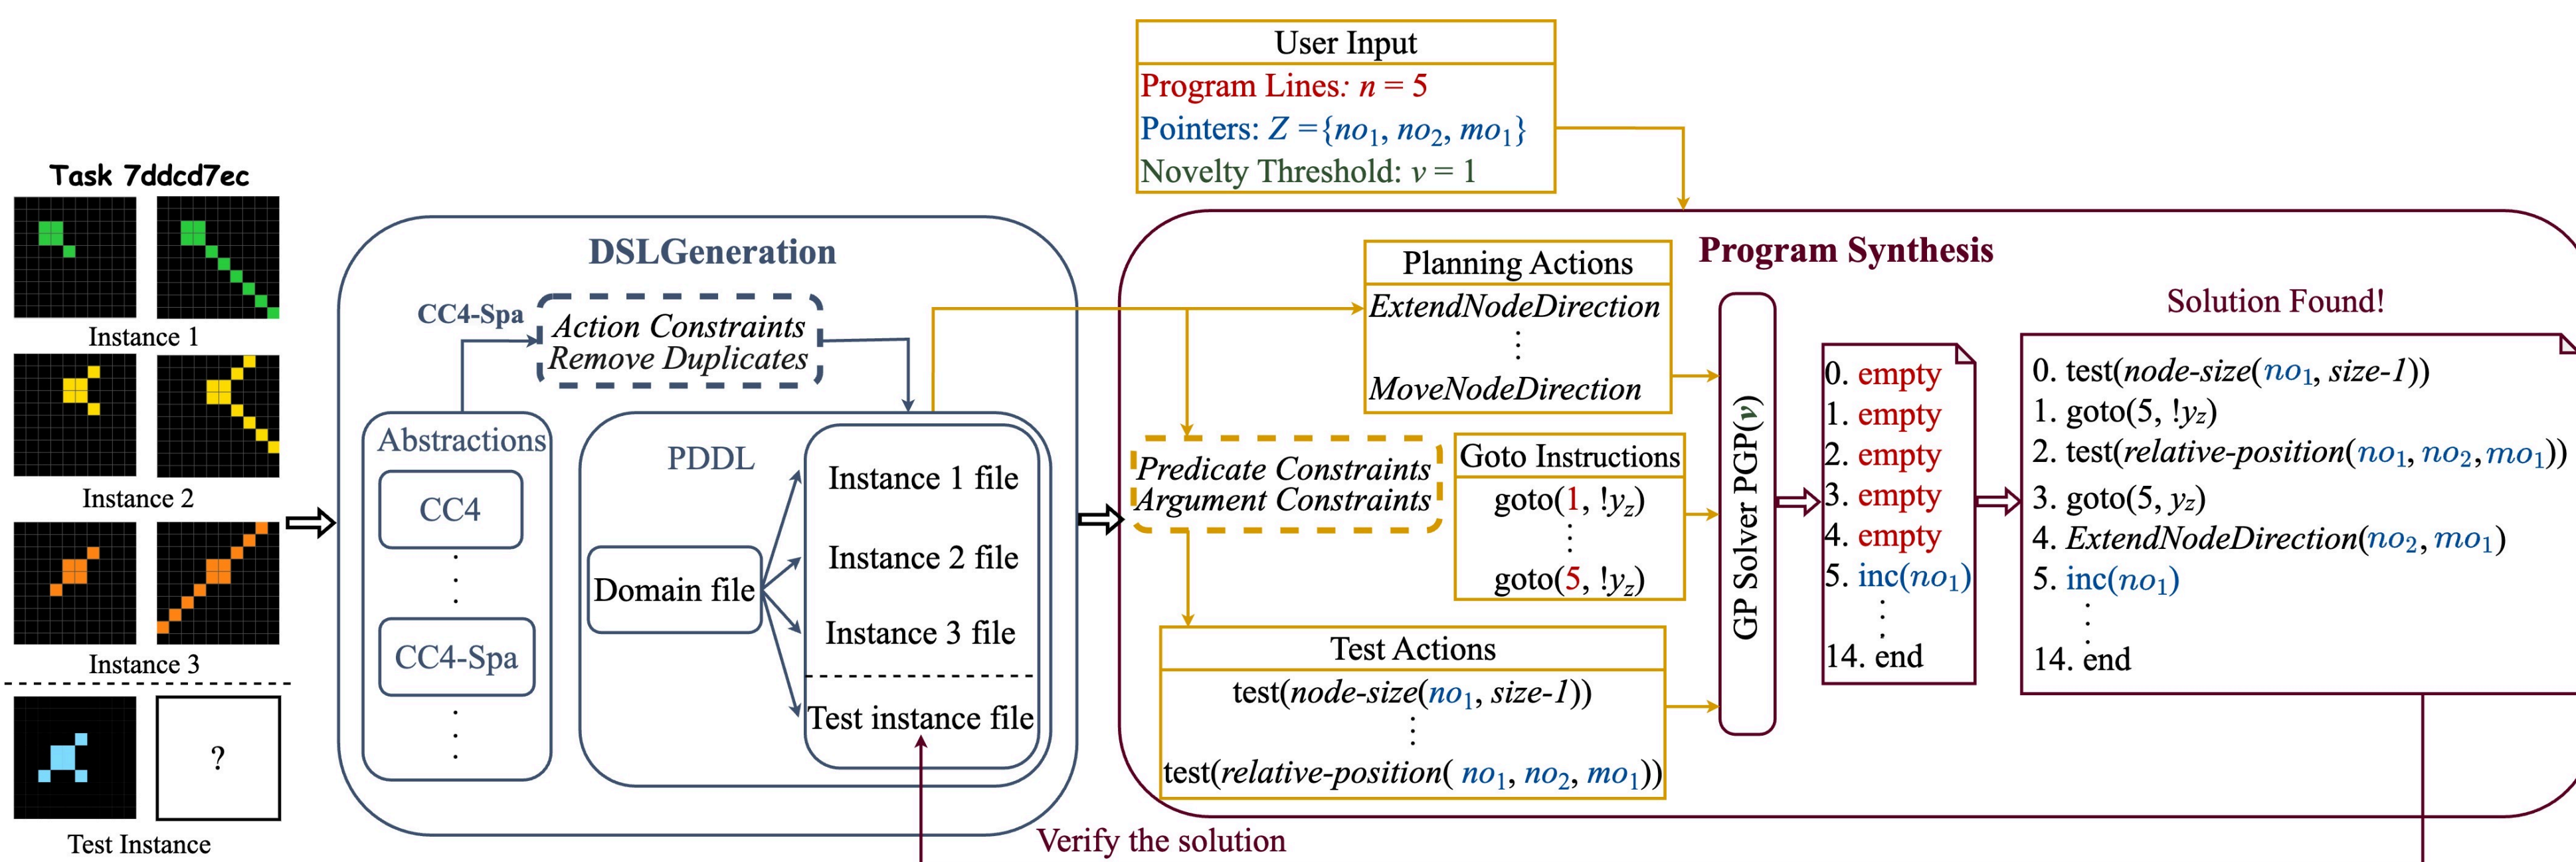 User Input
Program Lines: n = 5
Pointers: Z ={no₁, no₂, mo₁}
Novelty Threshold: v = 1
Task 7ddcd7ec
Instance 1
Instance 2
Instance 3
Test Instance
?
DSLGeneration
CC4-Spa
Action Constraints
Remove Duplicates
Abstractions
CC4
CC4-Spa
PDDL
Domain file
Instance 1 file
Instance 2 file
Instance 3 file
Test instance file
Verify the solution
Program Synthesis
Planning Actions
ExtendNodeDirection
MoveNodeDirection
Predicate Constraints
Argument Constraints
Goto Instructions
goto(1, !y_z)
goto(5, !y_z)
Test Actions
test(node-size(no₁, size-1))
test(relative-position( no₁, no₂, mo₁))
GP Solver PGP(v)
0. empty
1. empty
2. empty
3. empty
4. empty
5. inc(no₁)
14. end
Solution Found!
0. test(node-size(no₁, size-1))
1. goto(5, !y_z)
2. test(relative-position(no₁, no₂, mo₁))
3. goto(5, y_z)
4. ExtendNodeDirection(no₂, mo₁)
5. inc(no₁)
14. end